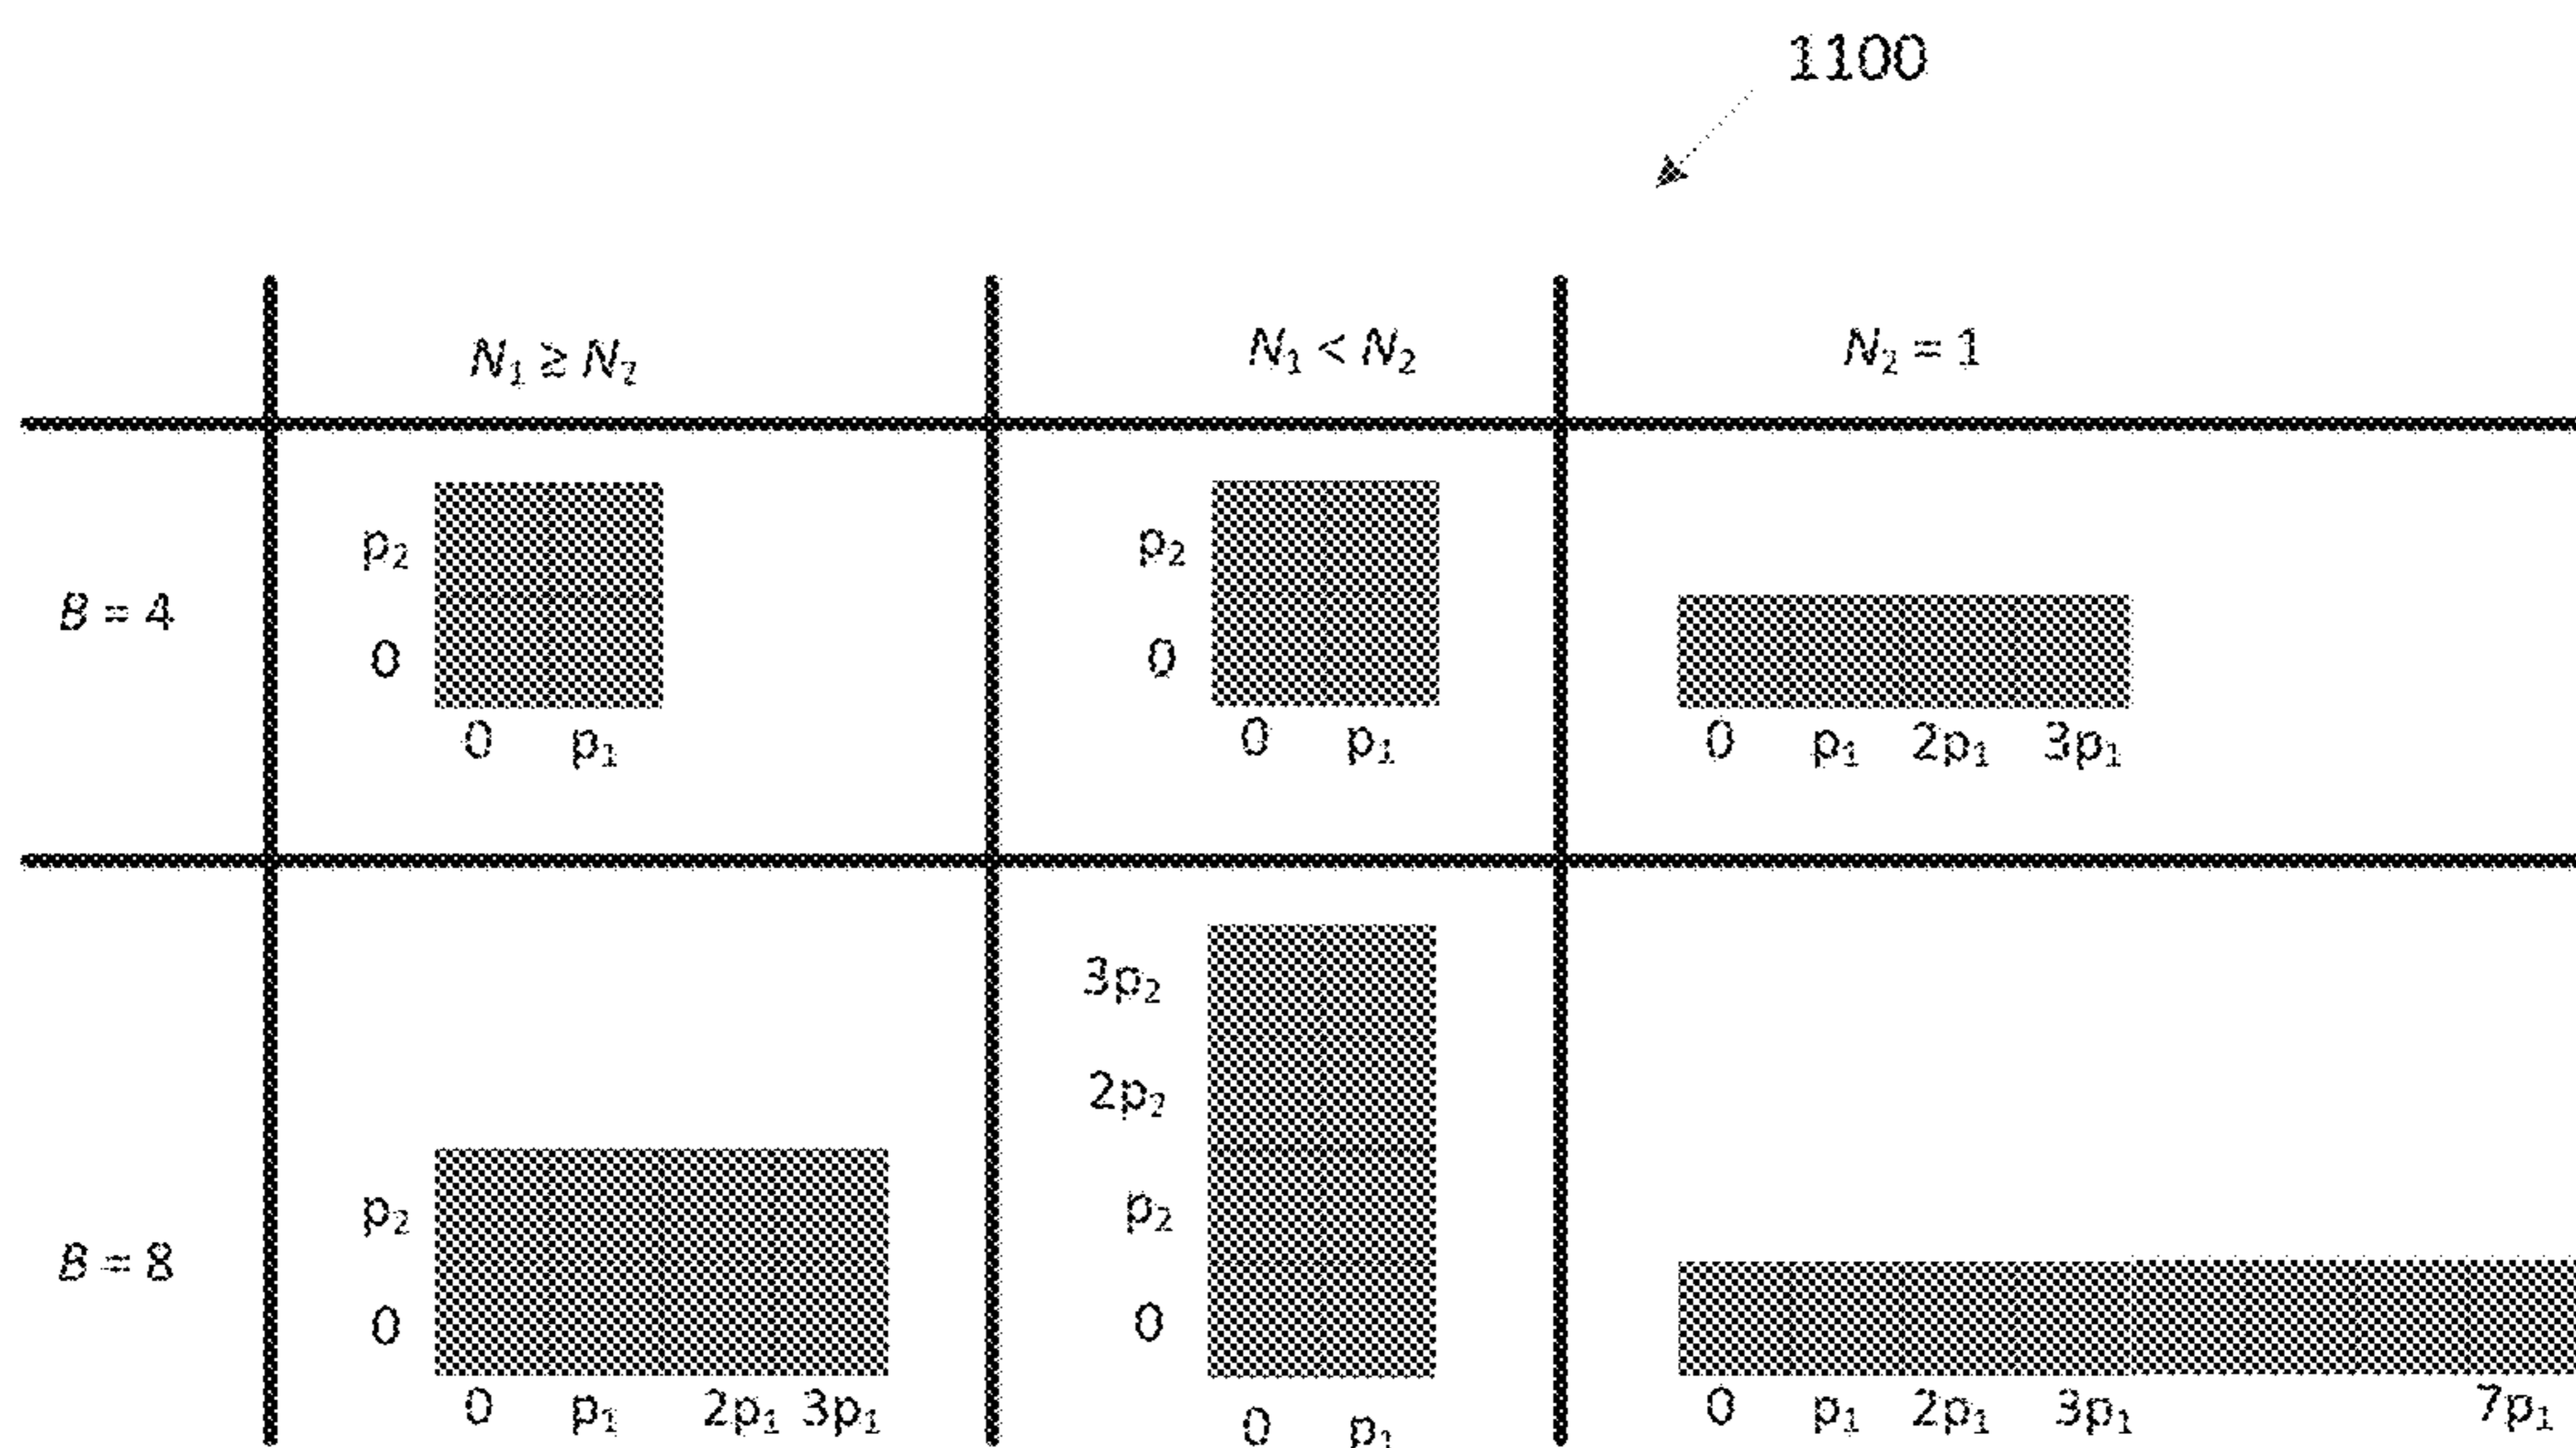 1100
N₁ ≥ N₂
N₁ < N₂
N₂ = 1
B = 4
p₂
0
0 p₁
p₂
0
0 p₁
0 p₁ 2p₁ 3p₁
B = 8
p₂
0
0 p₁ 2p₁ 3p₁
3p₂
2p₂
p₂
0
0 p₁
0 p₁ 2p₁ 3p₁ 7p₁